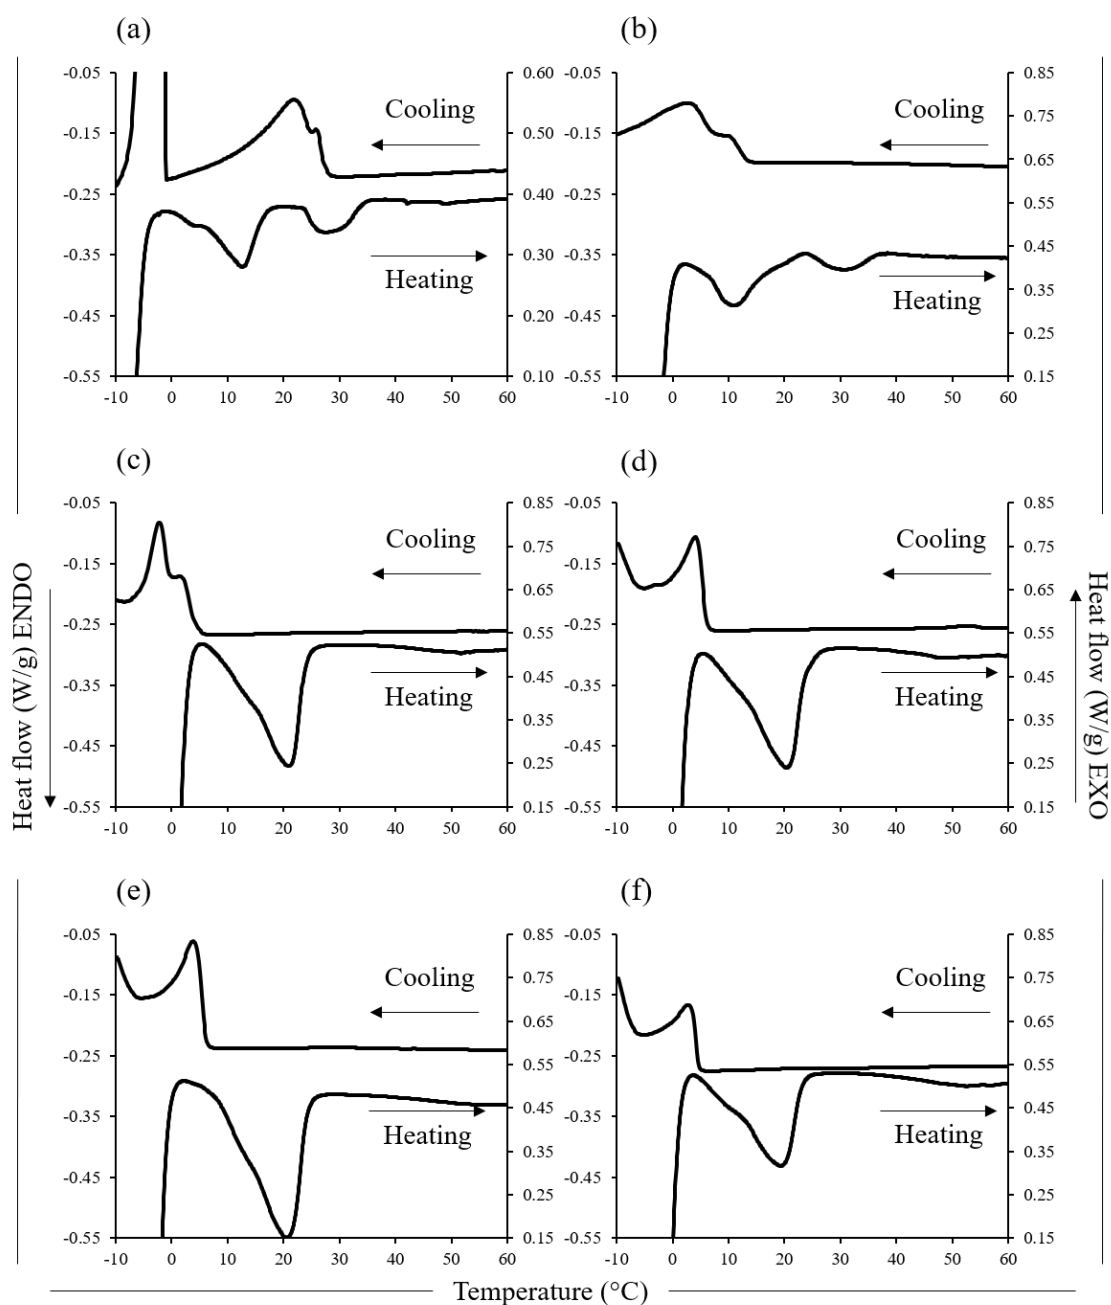 (a) (b)
-0.05 0.60 -0.05 0.85
-0.15 Cooling 0.50 -0.15 Cooling 0.75
0.65
-0.25 0.40 -0.25 0.55
-0.35 0.30 -0.35 0.45
Heating Heating 0.35
-0.45 0.20 -0.45 0.25
-0.55 0.10 -0.55 0.15
-10 0 10 20 30 40 50 60 -10 0 10 20 30 40 50 60
(c) (d)
-0.05 0.85 -0.05 0.85
0.75 0.75
-0.15 Cooling -0.15 Cooling
0.65 0.65
-0.25 0.55 -0.25 0.55
-0.35 Heating 0.45 -0.35 Heating 0.45
0.35 0.35
-0.45 0.25 -0.45 0.25
-0.55 0.15 -0.55 0.15
-10 0 10 20 30 40 50 60 -10 0 10 20 30 40 50 60
Heat flow (W/g) ENDO
Heat flow (W/g) EXO
(e) (f)
-0.05 0.85 -0.05 0.85
0.75 0.75
-0.15 Cooling -0.15 Cooling
0.65 0.65
-0.25 0.55 -0.25 0.55
-0.35 0.45 -0.35 0.45
Heating 0.35 Heating 0.35
-0.45 0.25 -0.45 0.25
-0.55 0.15 -0.55 0.15
-10 0 10 20 30 40 50 60 -10 0 10 20 30 40 50 60
Temperature (°C)